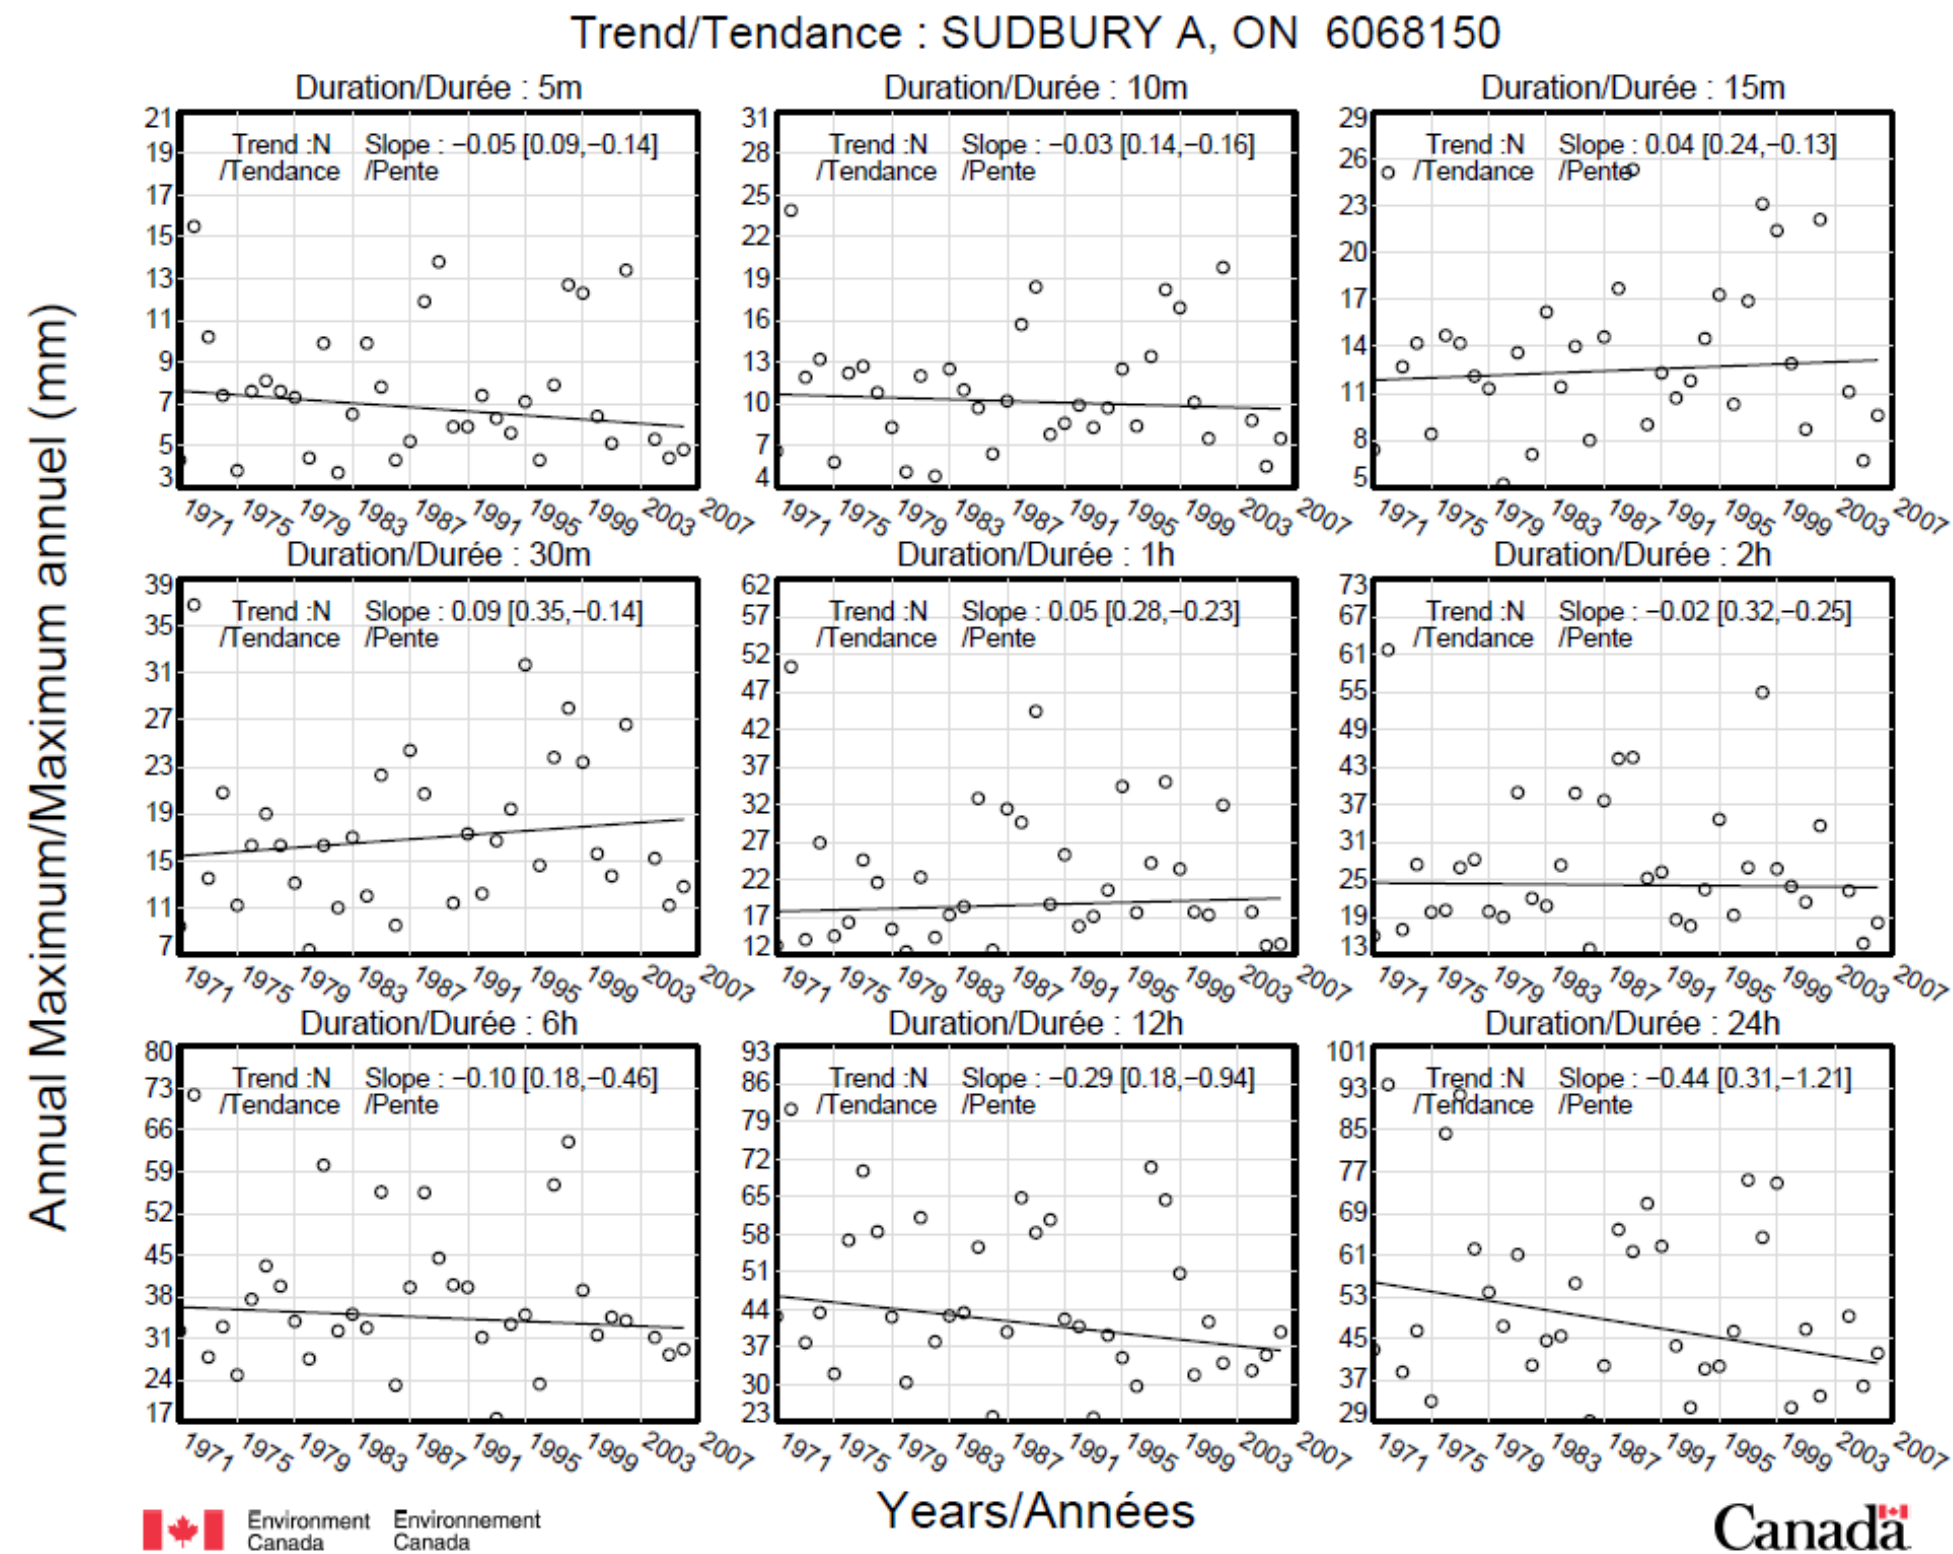 Trend/Tendance : SUDBURY A, ON 6068150
Annual Maximum/Maximum annuel (mm)
Duration/Durée : 5m
Trend :N Slope : −0.05 [0.09,−0.14]
/Tendance /Pente
21
19
17
15
13
11
9
7
5
3
1971 1975 1979 1983 1987 1991 1995 1999 2003 2007
Duration/Durée : 10m
Trend :N Slope : −0.03 [0.14,−0.16]
/Tendance /Pente
31
28
25
22
19
16
13
10
7
4
1971 1975 1979 1983 1987 1991 1995 1999 2003 2007
Duration/Durée : 15m
Trend :N Slope : 0.04 [0.24,−0.13]
/Tendance /Pente
29
26
23
20
17
14
11
8
5
1971 1975 1979 1983 1987 1991 1995 1999 2003 2007
Duration/Durée : 30m
Trend :N Slope : 0.09 [0.35,−0.14]
/Tendance /Pente
39
35
31
27
23
19
15
11
7
1971 1975 1979 1983 1987 1991 1995 1999 2003 2007
Duration/Durée : 1h
Trend :N Slope : 0.05 [0.28,−0.23]
/Tendance /Pente
62
57
52
47
42
37
32
27
22
17
12
1971 1975 1979 1983 1987 1991 1995 1999 2003 2007
Duration/Durée : 2h
Trend :N Slope : −0.02 [0.32,−0.25]
/Tendance /Pente
73
67
61
55
49
43
37
31
25
19
13
1971 1975 1979 1983 1987 1991 1995 1999 2003 2007
Duration/Durée : 6h
Trend :N Slope : −0.10 [0.18,−0.46]
/Tendance /Pente
80
73
66
59
52
45
38
31
24
17
1971 1975 1979 1983 1987 1991 1995 1999 2003 2007
Duration/Durée : 12h
Trend :N Slope : −0.29 [0.18,−0.94]
/Tendance /Pente
93
86
79
72
65
58
51
44
37
30
23
1971 1975 1979 1983 1987 1991 1995 1999 2003 2007
Duration/Durée : 24h
Trend :N Slope : −0.44 [0.31,−1.21]
/Tendance /Pente
101
93
85
77
69
61
53
45
37
29
1971 1975 1979 1983 1987 1991 1995 1999 2003 2007
Years/Années
Environment Environnement
Canada Canada
Canada